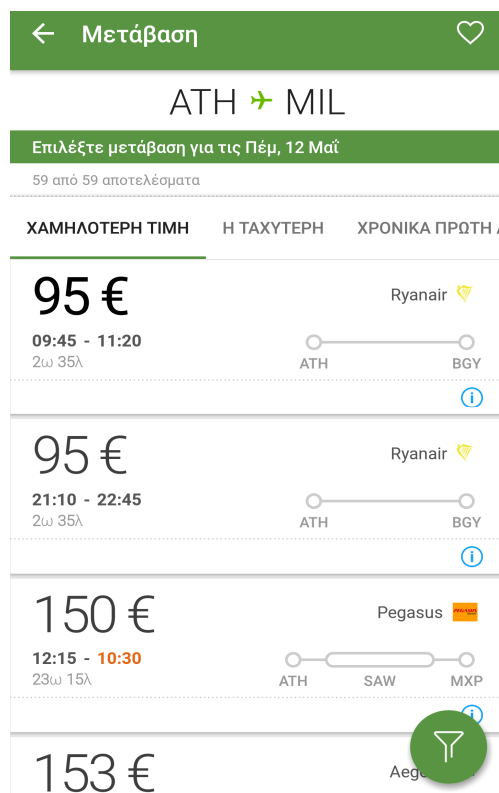 Μετάβαση
ATH MIL
Επιλέξτε μετάβαση για τις Πέμ, 12 Μαΐ
59 από 59 αποτελέσματα
ΧΑΜΗΛΟΤΕΡΗ ΤΙΜΗ Η ΤΑΧΥΤΕΡΗ ΧΡΟΝΙΚΑ ΠΡΩΤΗ
95 € Ryanair
09:45 - 11:20
2ω 35λ ATH BGY
95 € Ryanair
21:10 - 22:45
2ω 35λ ATH BGY
150 € Pegasus PEGASUS
12:15 - 10:30
23ω 15λ ATH SAW MXP
153 €